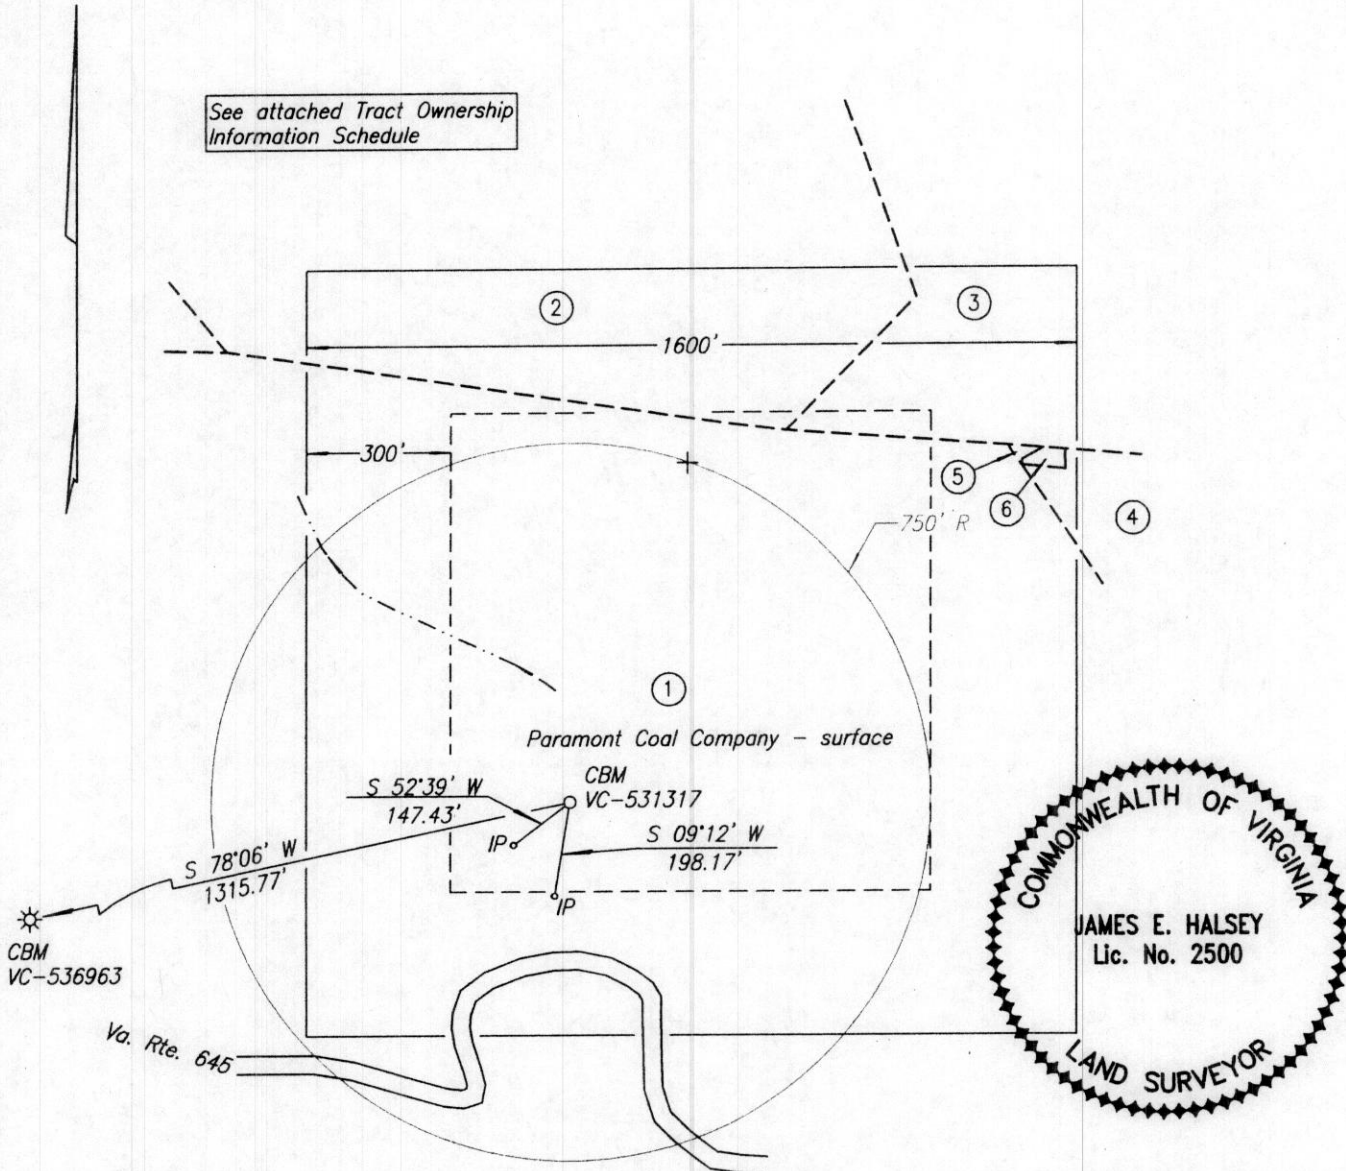 See attached Tract Ownership
Information Schedule
2
3
1600'
300'
5
6
4
750' R
1
Paramont Coal Company - surface
CBM
VC-531317
S 52°39' W
147.43'
IP
S 09°12' W
198.17'
IP
S 78°06' W
1315.77'
CBM
VC-536963
Va. Rte. 645
COMMONWEALTH OF VIRGINIA
JAMES E. HALSEY
Lic. No. 2500
LAND SURVEYOR